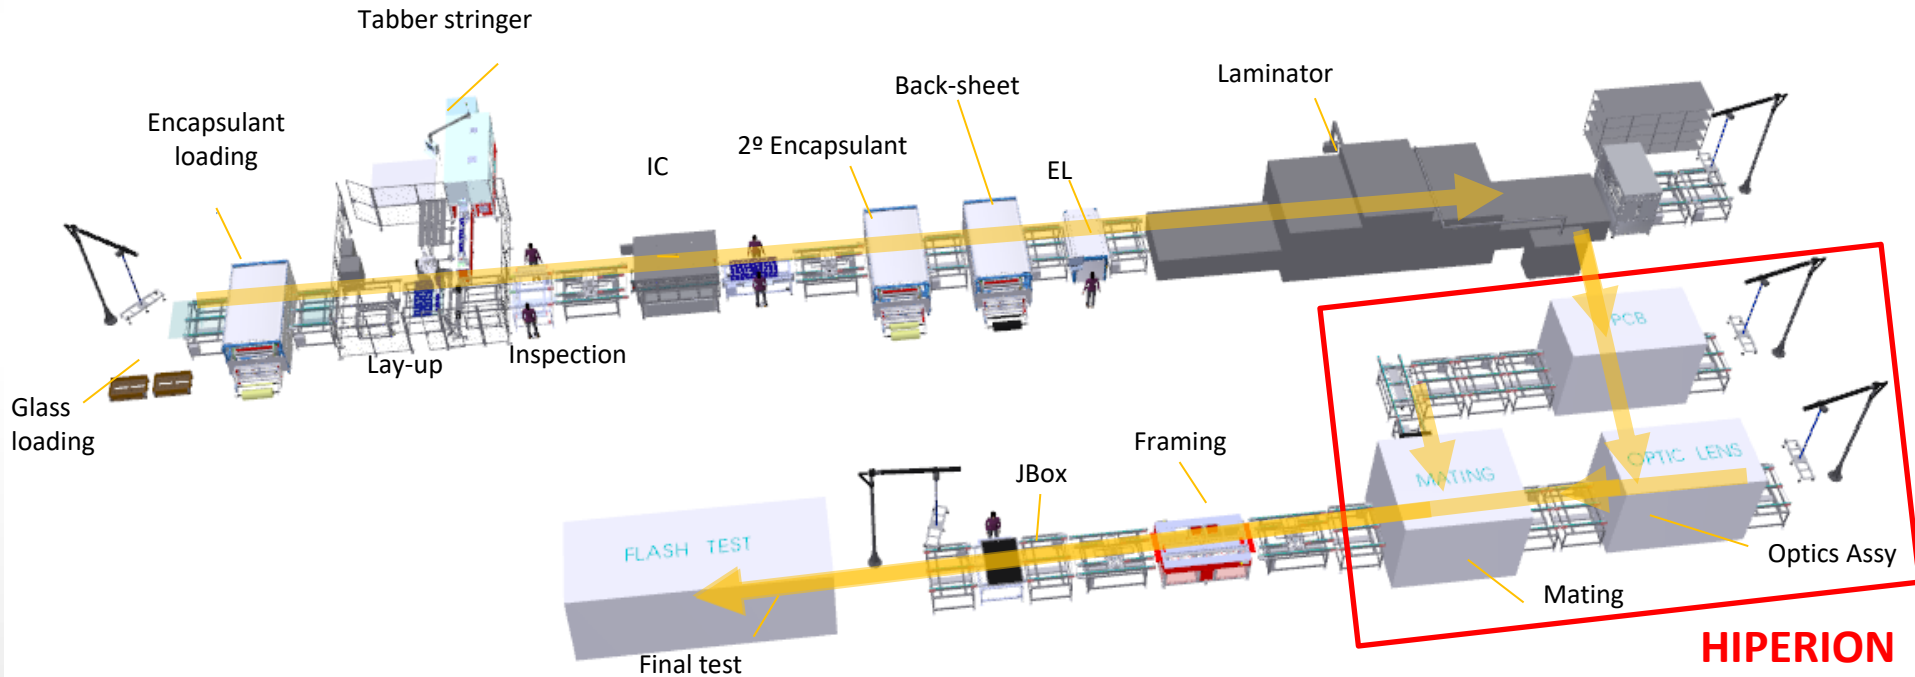 Tabber stringer
Encapsulant
loading
IC
2º Encapsulant
Back-sheet
EL
Laminator
Glass
loading
Lay-up
Inspection
PCB
MATING
OPTIC LENS
Optics Assy
Mating
Framing
JBox
FLASH TEST
Final test
HIPERION